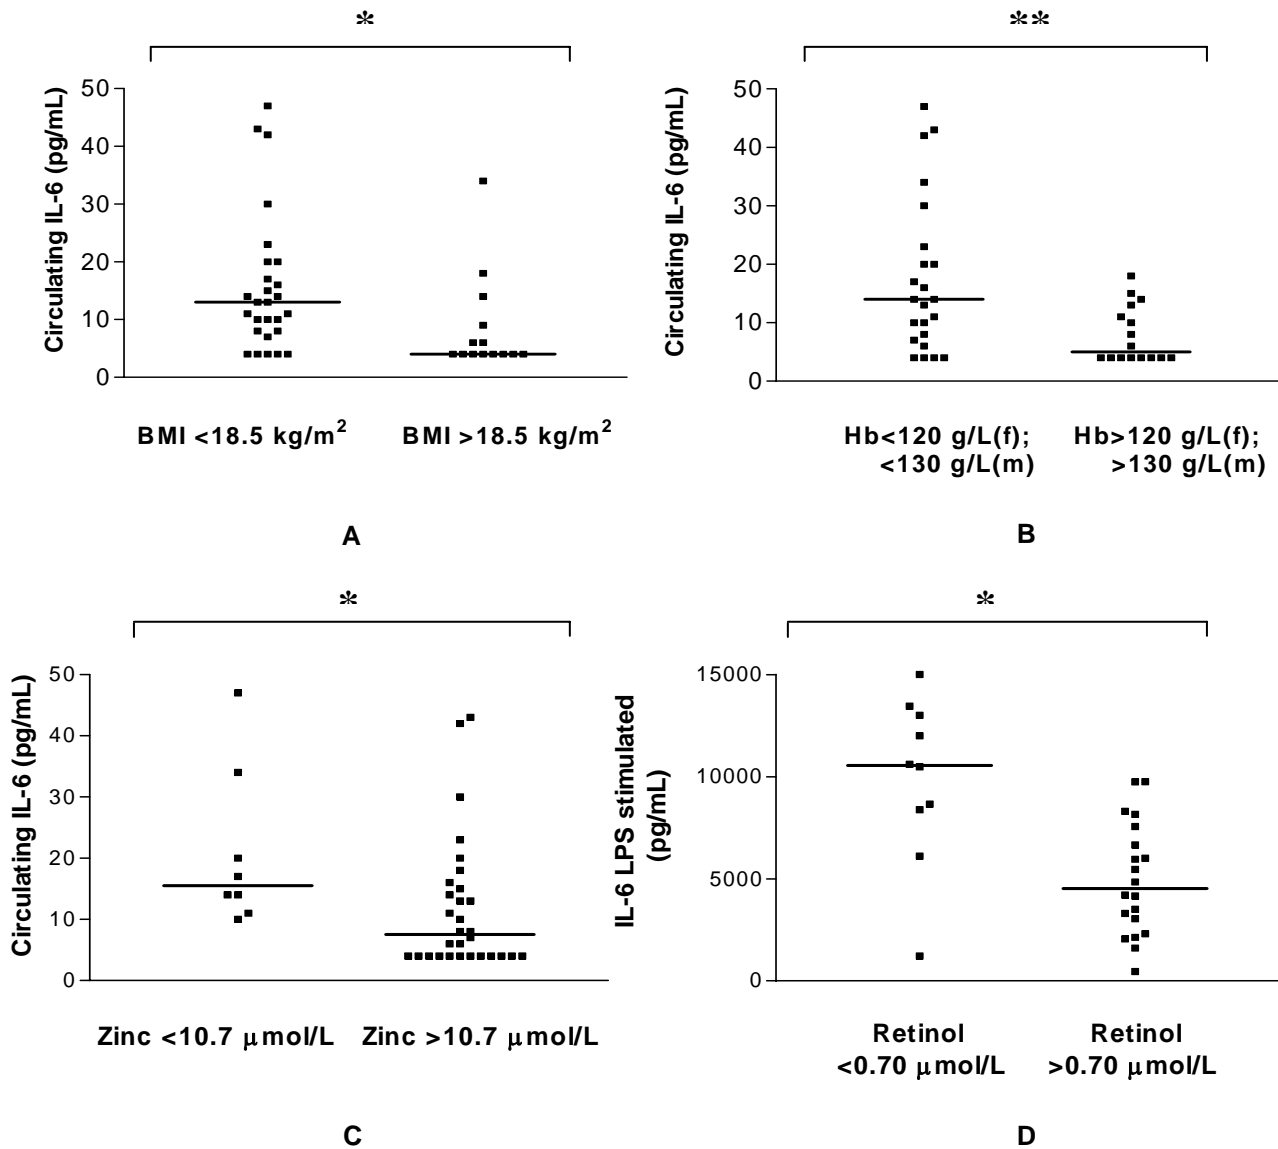 *
**
Circulating IL-6 (pg/mL)
50
40
30
20
10
0
BMI <18.5 kg/m²
BMI >18.5 kg/m²
A
Circulating IL-6 (pg/mL)
50
40
30
20
10
0
Hb<120 g/L(f);
<130 g/L(m)
Hb>120 g/L(f);
>130 g/L(m)
B
*
*
Circulating IL-6 (pg/mL)
50
40
30
20
10
0
Zinc <10.7 μmol/L
Zinc >10.7 μmol/L
C
IL-6 LPS stimulated
(pg/mL)
15000
10000
5000
0
Retinol
<0.70 μmol/L
Retinol
>0.70 μmol/L
D